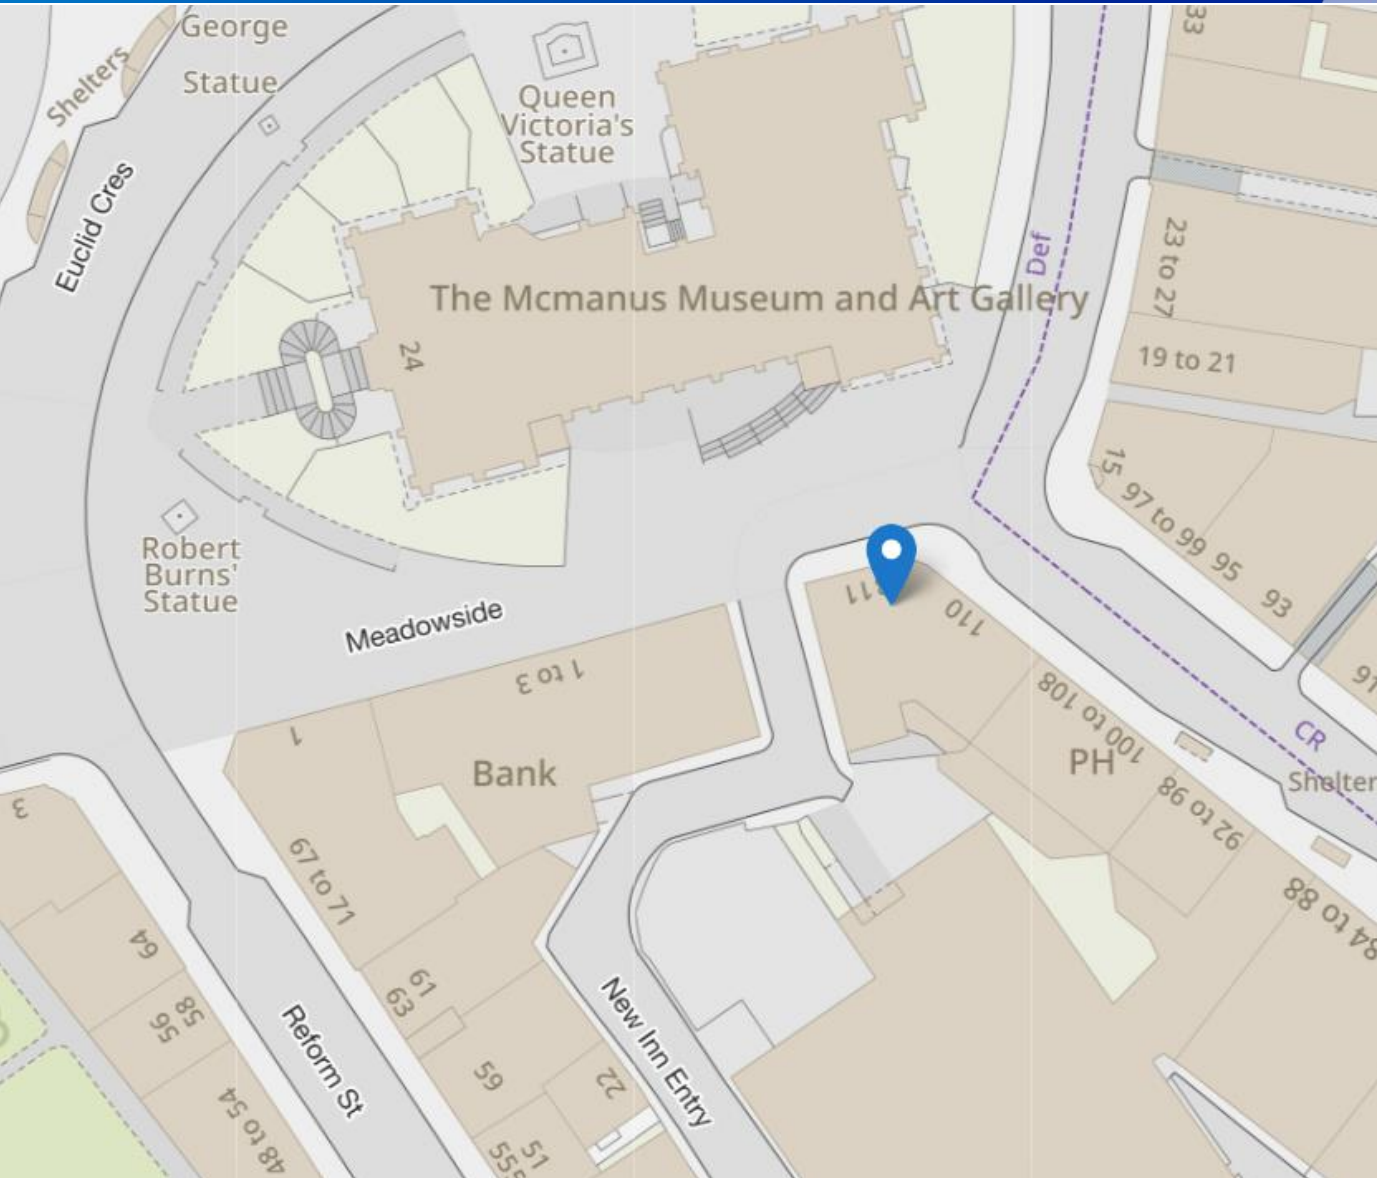 George
Statue
Shelters
33
Queen
Victoria's
Statue
Euclid Cres
Def
23 to 27
The Mcmanus Museum and Art Gallery
24
19 to 21
15
97 to 99
95
93
Robert
Burns'
Statue
110
Meadowside
1 to 3
1
100 to 108
CR
PH
Shelter
Bank
92 to 98
3
67 to 71
84 to 88
64
61
63
58
56
New Inn Entry
Reform St
65
22
48 to 54
51